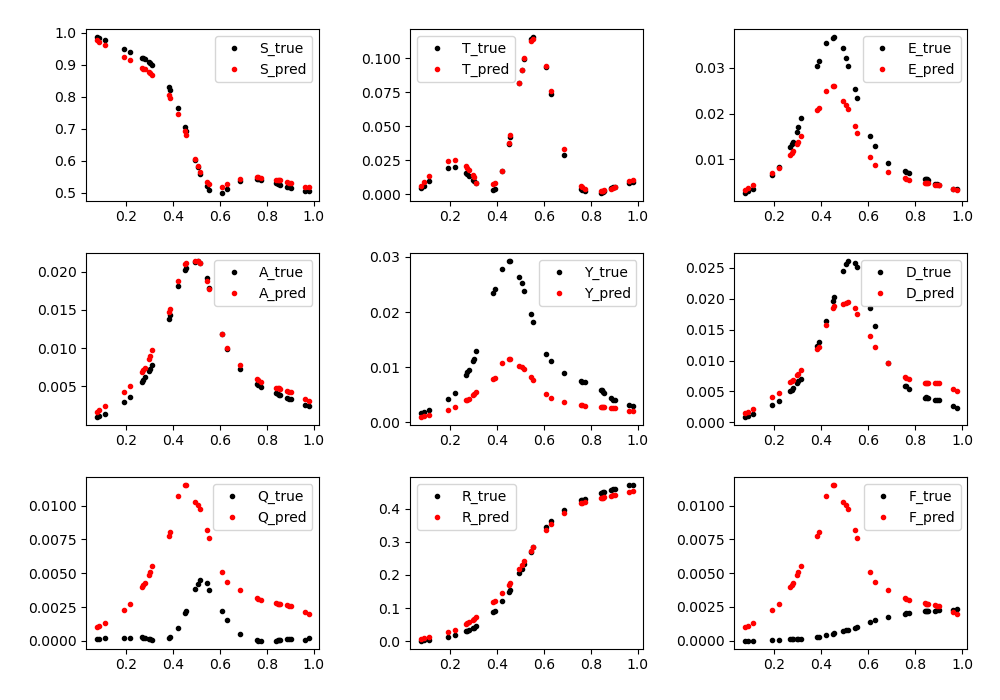 1.0
0.9
0.8
0.7
0.6
0.5
0.2 0.4 0.6 0.8 1.0
S_true
S_pred
0.100
0.075
0.050
0.025
0.000
0.2 0.4 0.6 0.8 1.0
T_true
T_pred
0.03
0.02
0.01
0.2 0.4 0.6 0.8 1.0
E_true
E_pred
0.020
0.015
0.010
0.005
0.2 0.4 0.6 0.8 1.0
A_true
A_pred
0.03
0.02
0.01
0.00
0.2 0.4 0.6 0.8 1.0
Y_true
Y_pred
0.025
0.020
0.015
0.010
0.005
0.000
0.2 0.4 0.6 0.8 1.0
D_true
D_pred
0.0100
0.0075
0.0050
0.0025
0.0000
0.2 0.4 0.6 0.8 1.0
Q_true
Q_pred
0.4
0.3
0.2
0.1
0.0
0.2 0.4 0.6 0.8 1.0
R_true
R_pred
0.0100
0.0075
0.0050
0.0025
0.0000
0.2 0.4 0.6 0.8 1.0
F_true
F_pred